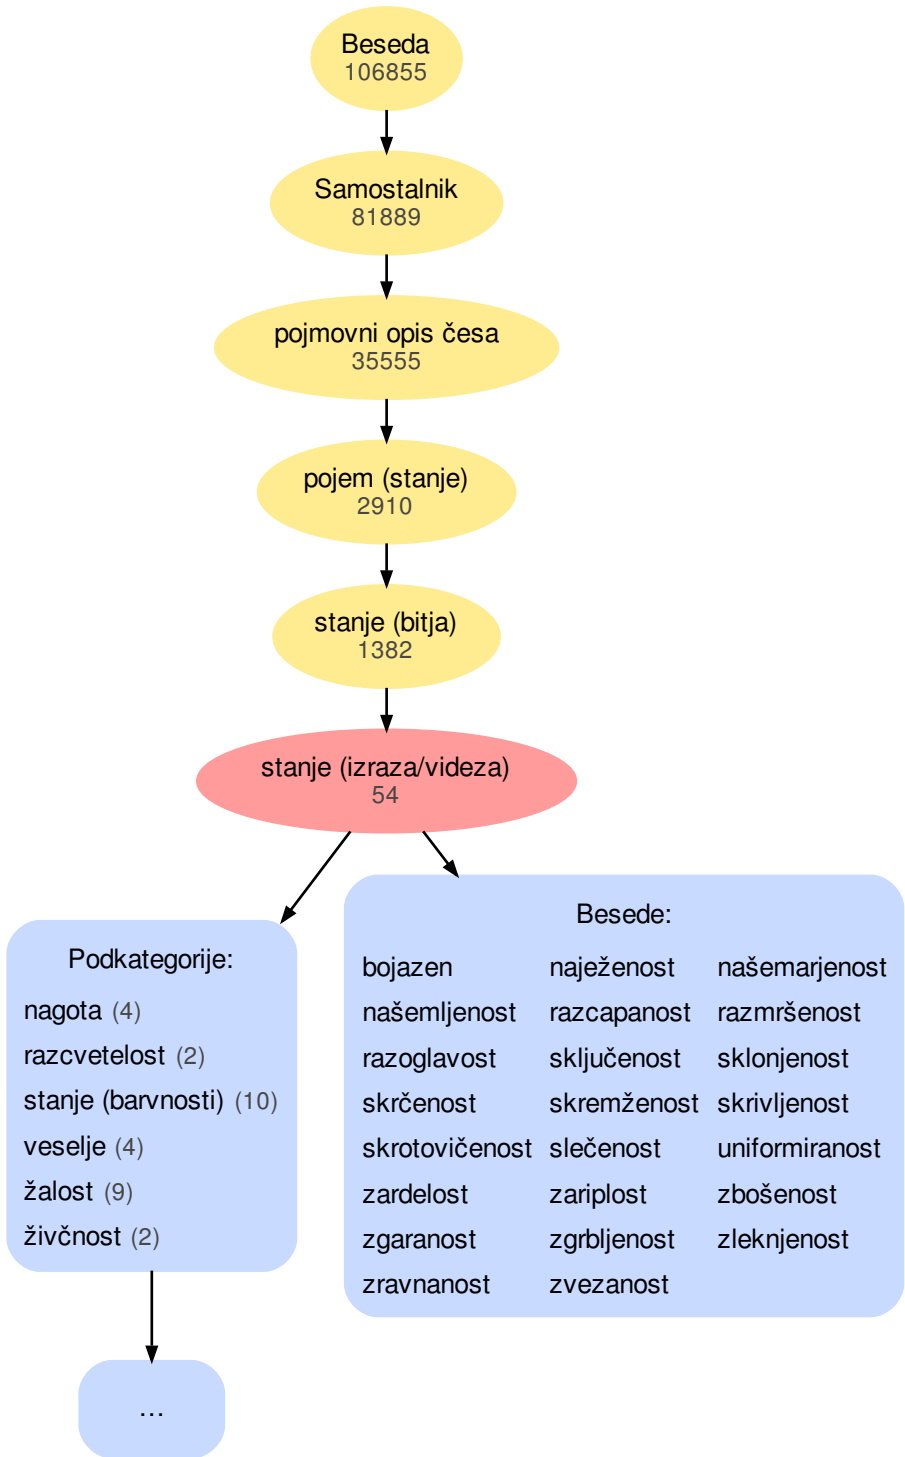 Beseda
106855
Samostalnik
81889
pojmovni opis česa
35555
pojem (stanje)
2910
stanje (bitja)
1382
stanje (izraza/videza)
54
Podkategorije:
nagota (4)
razcvetelost (2)
stanje (barvnosti) (10)
veselje (4)
žalost (9)
živčnost (2)
...
Besede:
bojazen naježenost našemarjenost
našemljenost razcapanost razmršenost
razoglavost sključenost sklonjenost
skrčenost skremženost skrivljenost
skrotovičenost slečenost uniformiranost
zardelost zariplost zbošenost
zgaranost zgrbljenost zleknjenost
zravnanost zvezanost